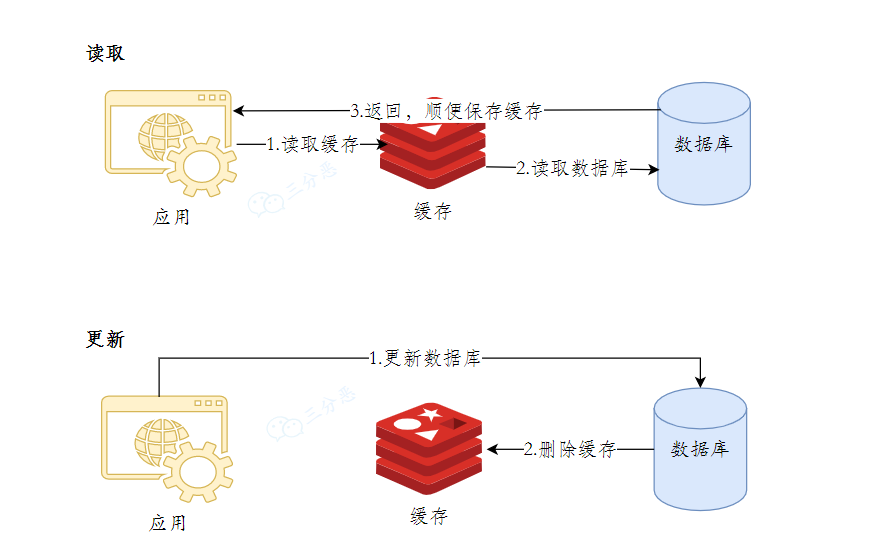 读取
3.返回，顺便保存缓存
1.读取缓存
数据库
2.读取数据库
三分恶
缓存
应用
更新
1.更新数据库
三分恶
2.删除缓存
数据库
缓存
应用